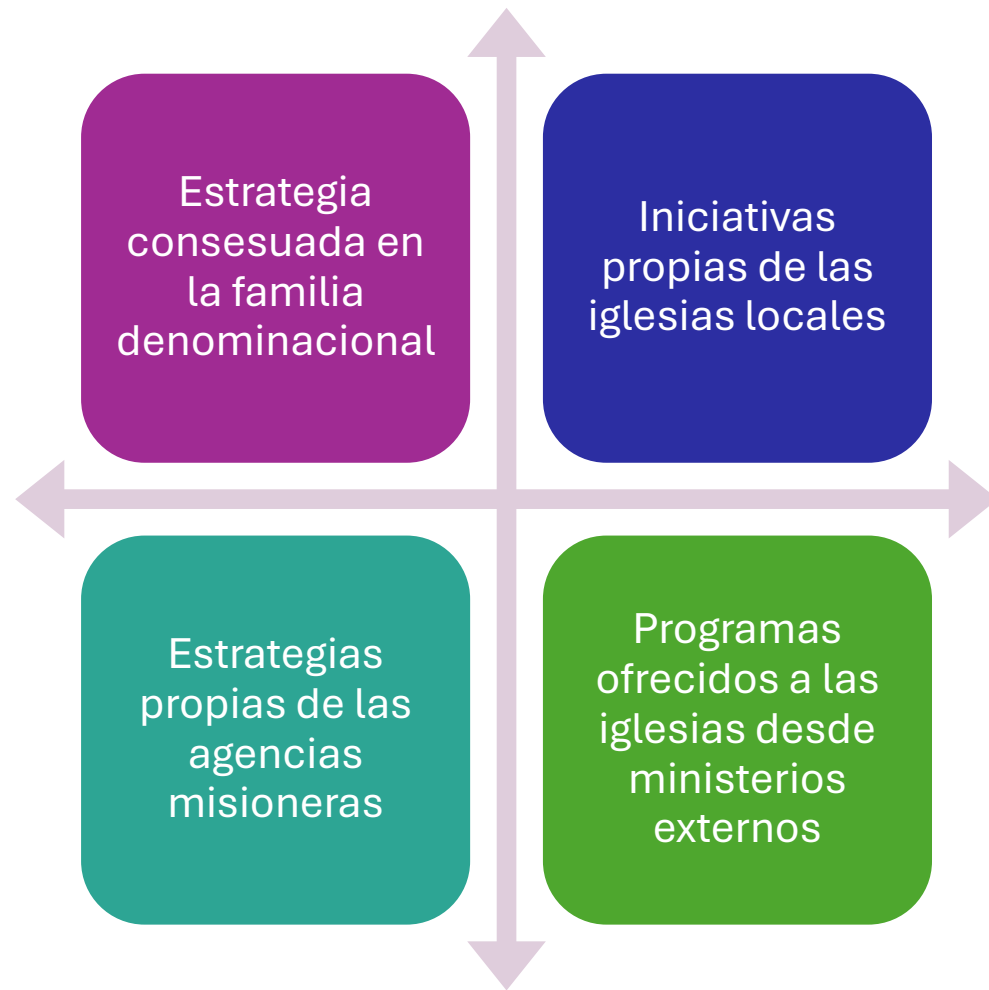 Estrategia
consesuada en
la familia
denominacional
Iniciativas
propias de las
iglesias locales
Estrategias
propias de las
agencias
misioneras
Programas
ofrecidos a las
iglesias desde
ministerios
externos